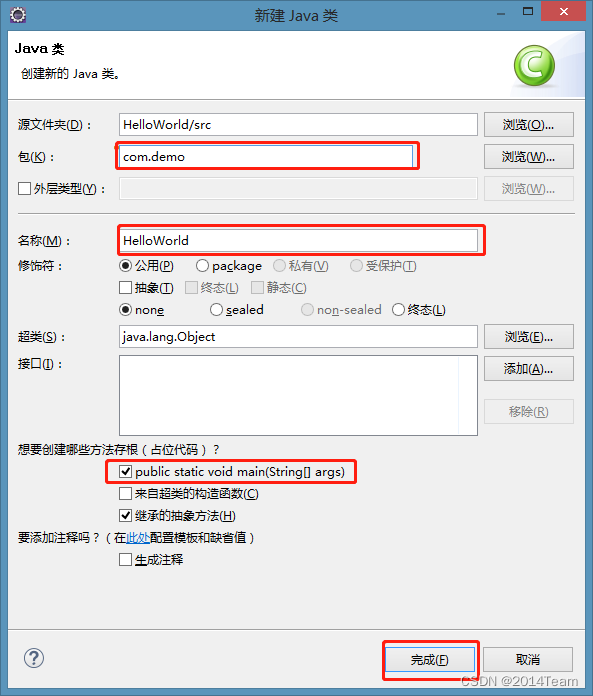 新建 Java 类
Java 类
创建新的 Java 类。
C
源文件夹(D)： HelloWorld/src 浏览(O)...
包(K)： com.demo 浏览(W)...
外层类型(Y)： 浏览(W)...
名称(M)： HelloWorld
修饰符： 公用(P) package 私有(V) 受保护(T)
抽象(T) 终态(L) 静态(C)
none sealed non-sealed 终态(L)
超类(S)： java.lang.Object 浏览(E)...
接口(I)： 添加(A)...
移除(R)
想要创建哪些方法存根（占位代码）？
public static void main(String[] args)
来自超类的构造函数(C)
继承的抽象方法(H)
要添加注释吗？（在此处配置模板和缺省值）
生成注释
? 完成(F) 取消
CSDN @2014Team